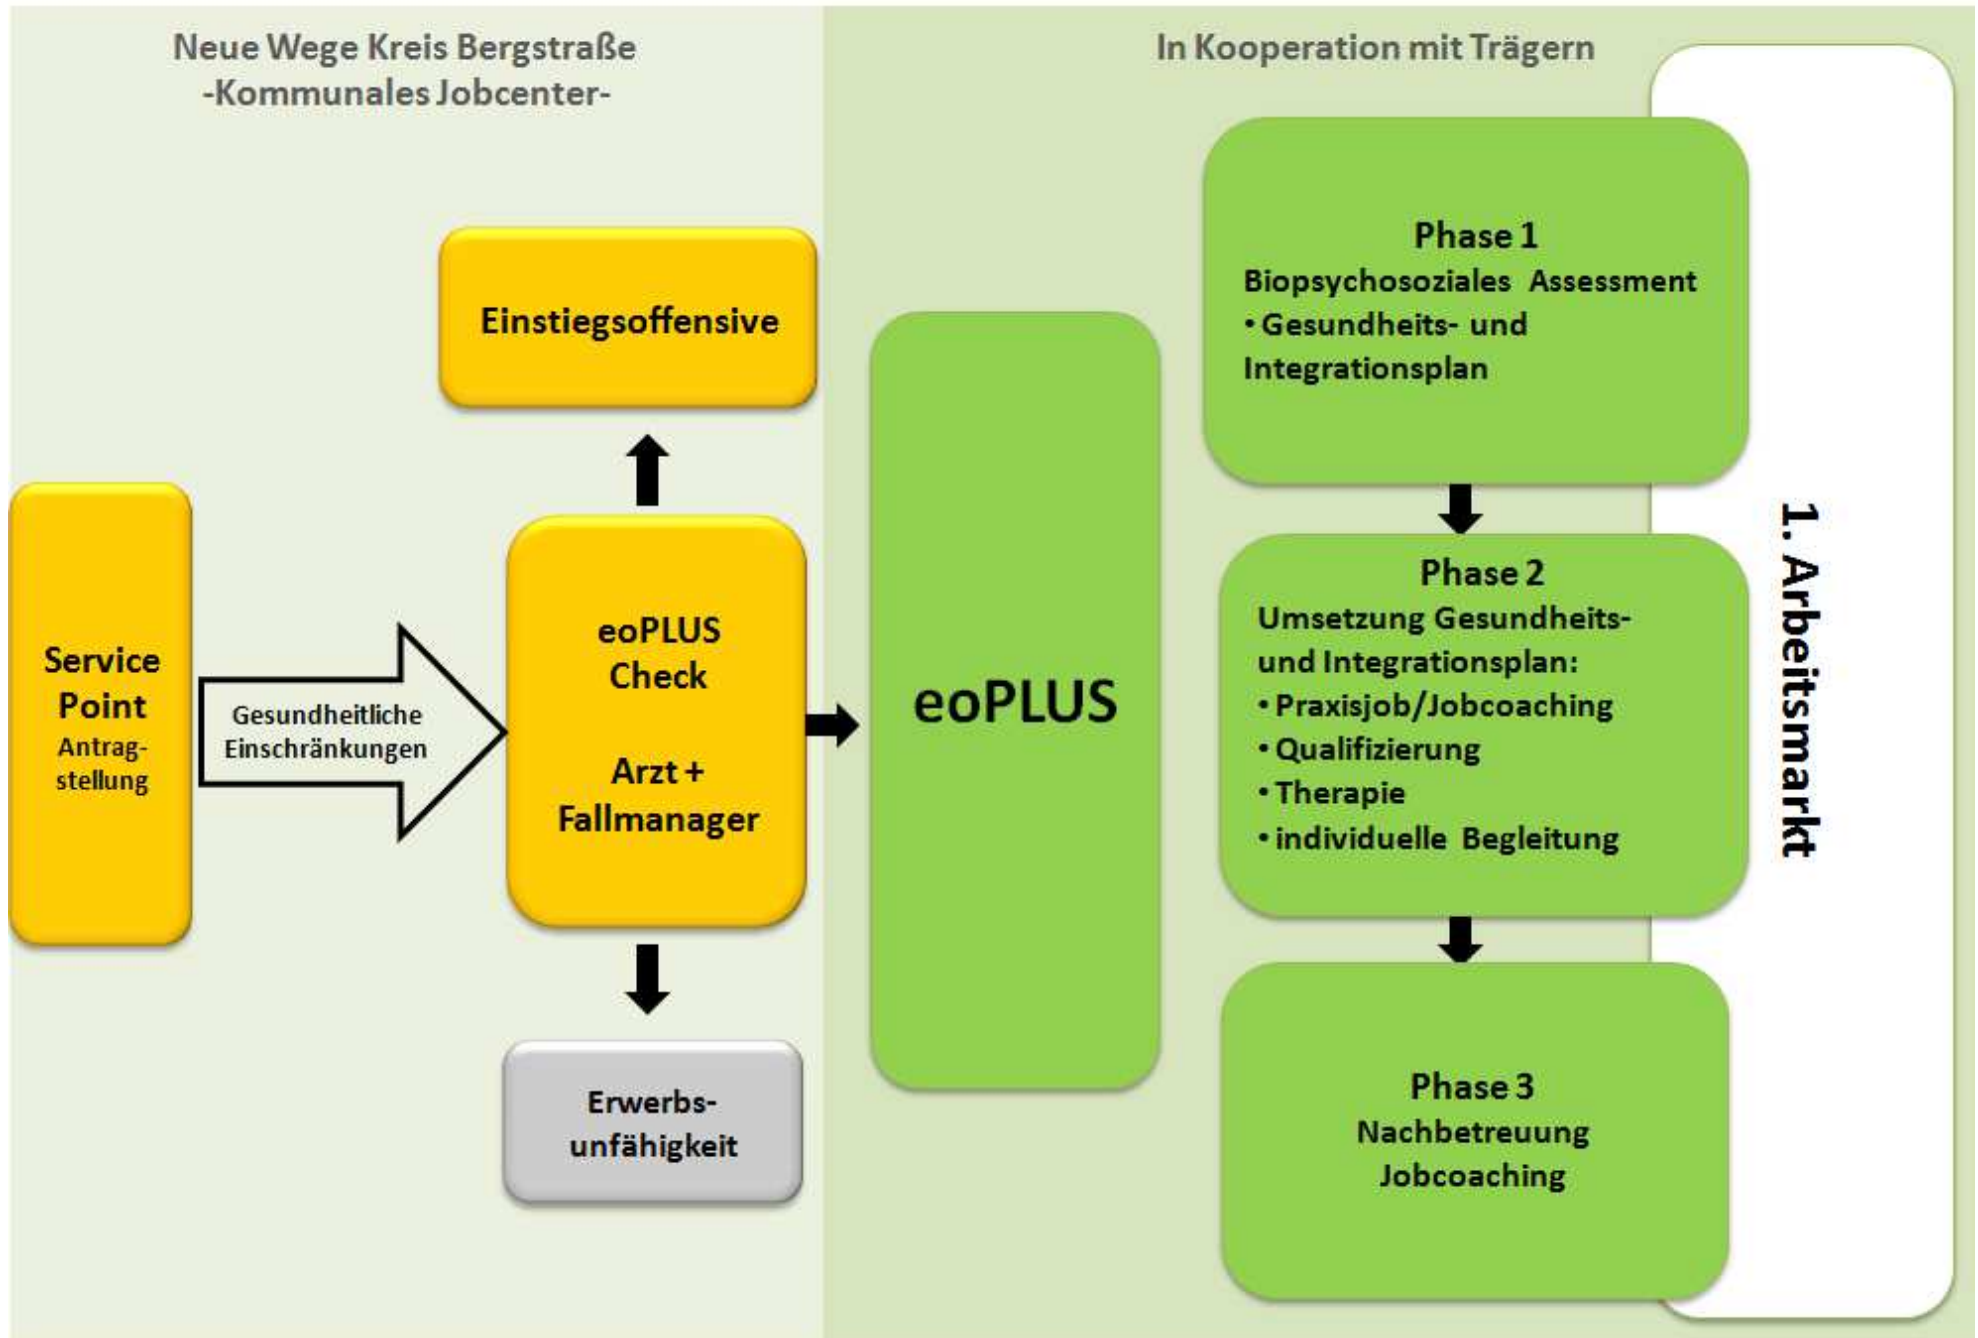 Neue Wege Kreis Bergstraße
-Kommunales Jobcenter-
In Kooperation mit Trägern
Service
Point
Antrag-
stellung
Gesundheitliche
Einschränkungen
Einstiegsoffensive
eoPLUS
Check
Arzt +
Fallmanager
Erwerbs-
unfähigkeit
eoPLUS
Phase 1
Biopsychosoziales Assessment
• Gesundheits- und
Integrationsplan
Phase 2
Umsetzung Gesundheits-
und Integrationsplan:
• Praxisjob/Jobcoaching
• Qualifizierung
• Therapie
• individuelle Begleitung
Phase 3
Nachbetreuung
Jobcoaching
1. Arbeitsmarkt